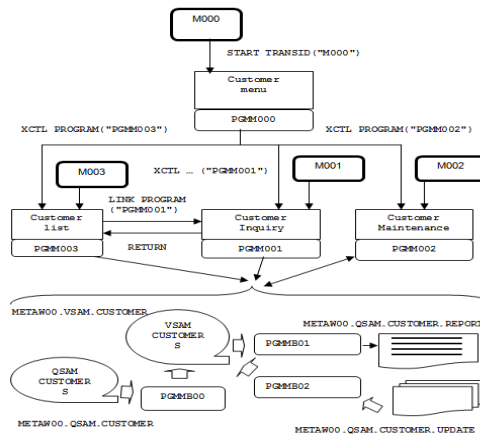 M000
START TRANSID("M000")
Customer
menu
PGMM000
XCTL PROGRAM("PGMM003")
XCTL PROGRAM("PGMM002")
XCTL … ("PGMM001")
M003
M001
M002
LINK PROGRAM
("PGMM001")
Customer
list
PGMM003
RETURN
Customer
Inquiry
PGMM001
Customer
Maintenance
PGMM002
METAW00.VSAM.CUSTOMER
VSAM
CUSTOMER
S
METAW00.QSAM.CUSTOMER.REPORT
PGMMB01
QSAM
CUSTOMER
S
PGMMB00
PGMMB02
METAW00.QSAM.CUSTOMER
METAW00.QSAM.CUSTOMER.UPDATE